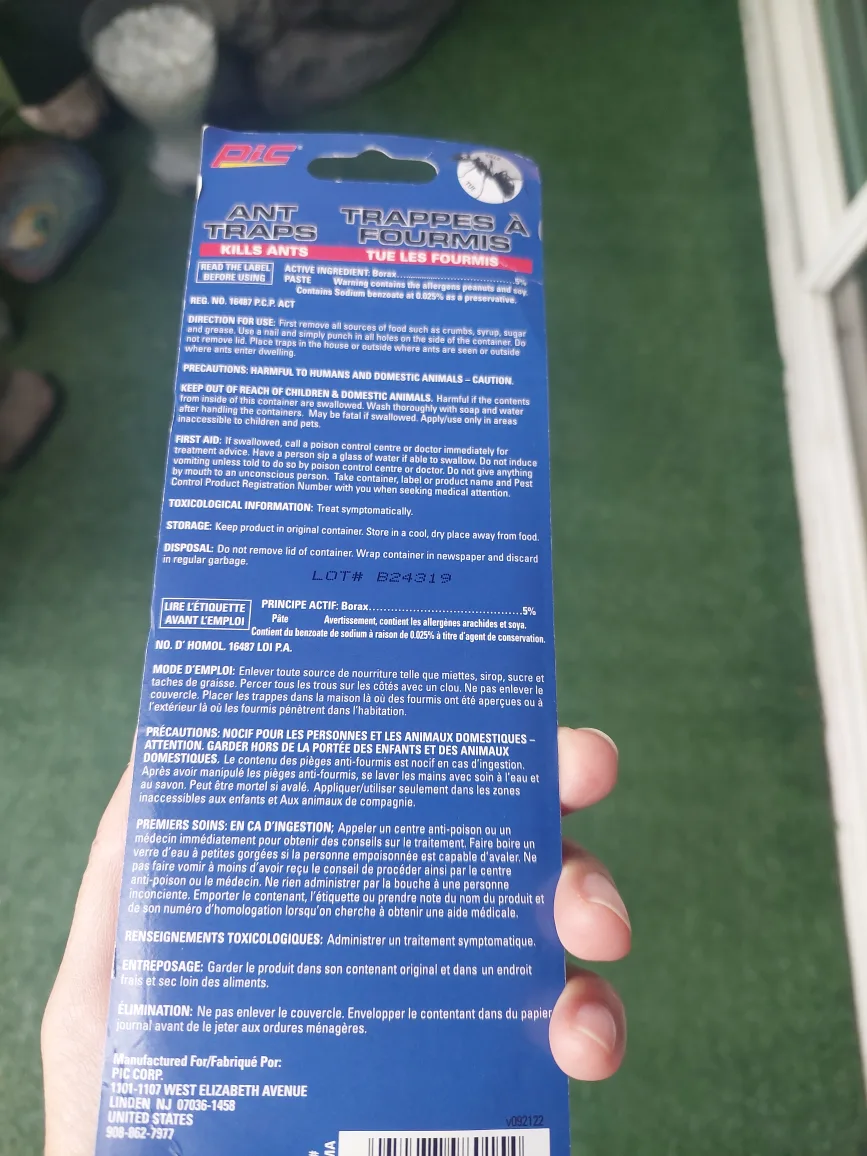 PIC
ANT
TRAPS
TRAPPES À
FOURMIS
KILLS ANTS
TUE LES FOURMIS
READ THE LABEL
BEFORE USING
ACTIVE INGREDIENT: Borax..........................................5%
PASTE Warning contains the allergens peanuts and soy.
Contains Sodium benzoate at 0.025% as a preservative.
REG. NO. 16487 P.C.P. ACT
DIRECTION FOR USE: First remove all sources of food such as crumbs, syrup, sugar
and grease. Use a nail and simply punch in all holes on the side of the container. Do
not remove lid. Place traps in the house or outside where ants are seen or outside
where ants enter dwelling.
PRECAUTIONS: HARMFUL TO HUMANS AND DOMESTIC ANIMALS – CAUTION.
KEEP OUT OF REACH OF CHILDREN & DOMESTIC ANIMALS. Harmful if the contents
from inside of this container are swallowed. Wash thoroughly with soap and water
after handling the containers. May be fatal if swallowed. Apply/use only in areas
inaccessible to children and pets.
FIRST AID: If swallowed, call a poison control centre or doctor immediately for
treatment advice. Have a person sip a glass of water if able to swallow. Do not induce
vomiting unless told to do so by poison control centre or doctor. Do not give anything
by mouth to an unconscious person. Take container, label or product name and Pest
Control Product Registration Number with you when seeking medical attention.
TOXICOLOGICAL INFORMATION: Treat symptomatically.
STORAGE: Keep product in original container. Store in a cool, dry place away from food.
DISPOSAL: Do not remove lid of container. Wrap container in newspaper and discard
in regular garbage.
LOT# B24319
LIRE L'ÉTIQUETTE
AVANT L'EMPLOI
PRINCIPE ACTIF: Borax..........................................5%
Pâte Avertissement, contient les allergènes arachides et soya.
Contient du benzoate de sodium à raison de 0.025% à titre d'agent de conservation.
NO. D' HOMOL. 16487 LOI P.A.
MODE D'EMPLOI: Enlever toute source de nourriture telle que miettes, sirop, sucre et
taches de graisse. Percer tous les trous sur les côtés avec un clou. Ne pas enlever le
couvercle. Placer les trappes dans la maison là où des fourmis ont été aperçues ou à
l'extérieur là où les fourmis pénètrent dans l'habitation.
PRÉCAUTIONS: NOCIF POUR LES PERSONNES ET LES ANIMAUX DOMESTIQUES –
ATTENTION. GARDER HORS DE LA PORTÉE DES ENFANTS ET DES ANIMAUX
DOMESTIQUES. Le contenu des pièges anti-fourmis est nocif en cas d'ingestion.
Après avoir manipulé les pièges anti-fourmis, se laver les mains avec soin à l'eau et
au savon. Peut être mortel si avalé. Appliquer/utiliser seulement dans les zones
inaccessibles aux enfants et Aux animaux de compagnie.
PREMIERS SOINS: EN CA D'INGESTION; Appeler un centre anti-poison ou un
médecin immédiatement pour obtenir des conseils sur le traitement. Faire boire un
verre d'eau à petites gorgées si la personne empoisonnée est capable d'avaler. Ne
pas faire vomir à moins d'avoir reçu le conseil de procéder ainsi par le centre
anti-poison ou le médecin. Ne rien administrer par la bouche à une personne
inconciente. Emporter le contenant, l'étiquette ou prendre note du nom du produit et
de son numéro d'homologation lorsqu'on cherche à obtenir une aide médicale.
RENSEIGNEMENTS TOXICOLOGIQUES: Administrer un traitement symptomatique.
ENTREPOSAGE: Garder le produit dans son contenant original et dans un endroit
frais et sec loin des aliments.
ÉLIMINATION: Ne pas enlever le couvercle. Envelopper le contentant dans du papier
journal avant de le jeter aux ordures ménagères.
Manufactured For/Fabriqué Por:
PIC CORP.
1101-1107 WEST ELIZABETH AVENUE
LINDEN NJ 07036-1458
UNITED STATES
908-862-7977
v092122